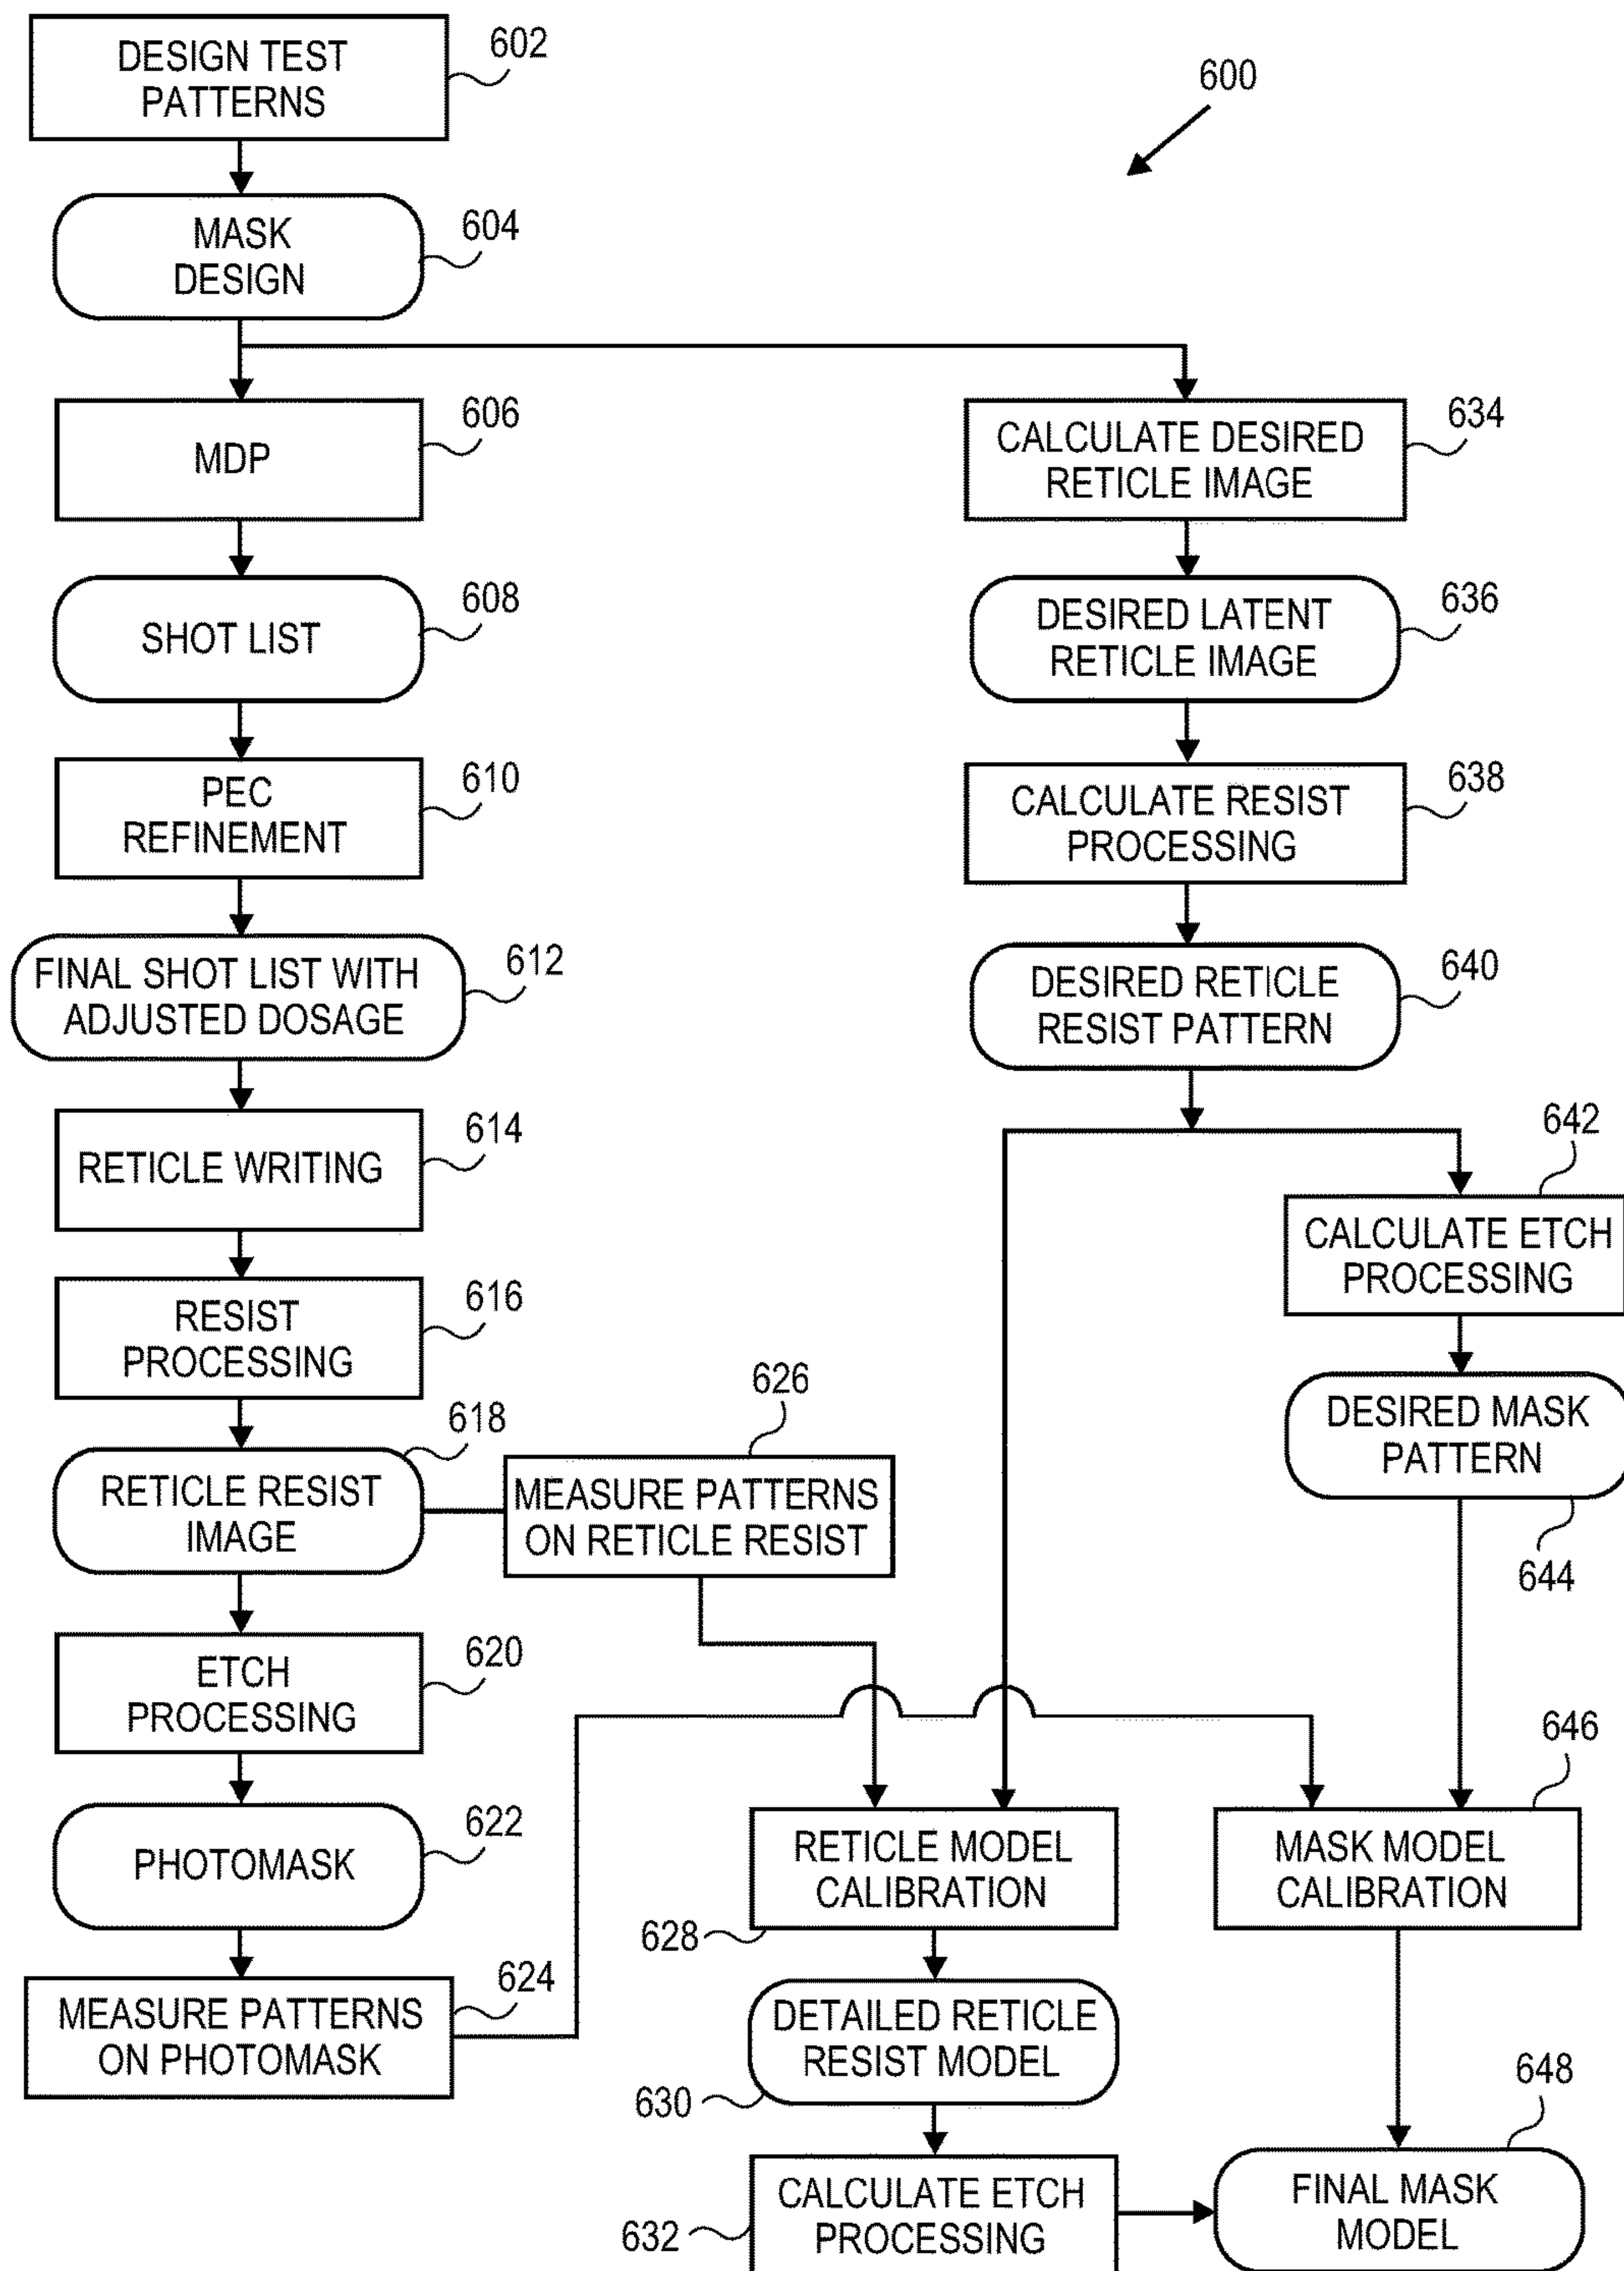 DESIGN TEST
PATTERNS
602
600
MASK
DESIGN
604
MDP
606
SHOT LIST
608
PEC
REFINEMENT
610
FINAL SHOT LIST WITH
ADJUSTED DOSAGE
612
RETICLE WRITING
614
RESIST
PROCESSING
616
RETICLE RESIST
IMAGE
618
MEASURE PATTERNS
ON RETICLE RESIST
626
ETCH
PROCESSING
620
PHOTOMASK
622
MEASURE PATTERNS
ON PHOTOMASK
624
CALCULATE DESIRED
RETICLE IMAGE
634
DESIRED LATENT
RETICLE IMAGE
636
CALCULATE RESIST
PROCESSING
638
DESIRED RETICLE
RESIST PATTERN
640
642
CALCULATE ETCH
PROCESSING
DESIRED MASK
PATTERN
644
RETICLE MODEL
CALIBRATION
628
646
MASK MODEL
CALIBRATION
DETAILED RETICLE
RESIST MODEL
630
CALCULATE ETCH
PROCESSING
632
648
FINAL MASK
MODEL